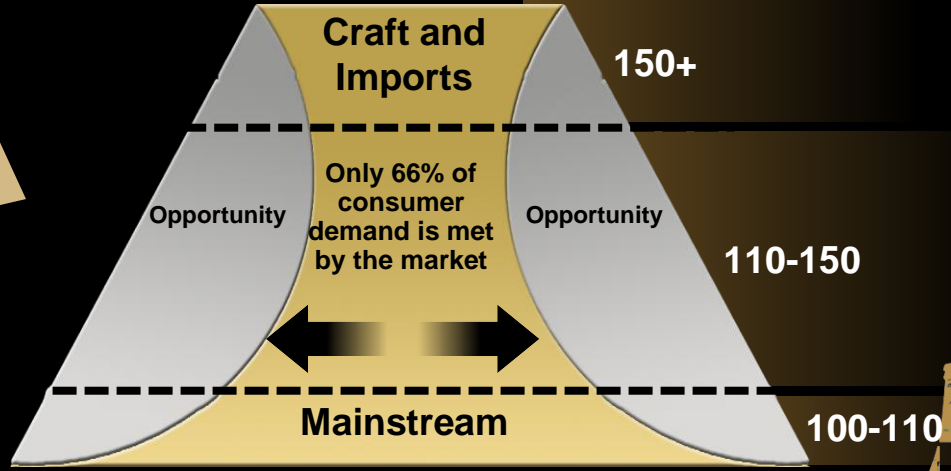 Craft and
Imports
150+
Only 66% of
consumer
demand is met
by the market
Opportunity
Opportunity
110-150
Mainstream
100-110